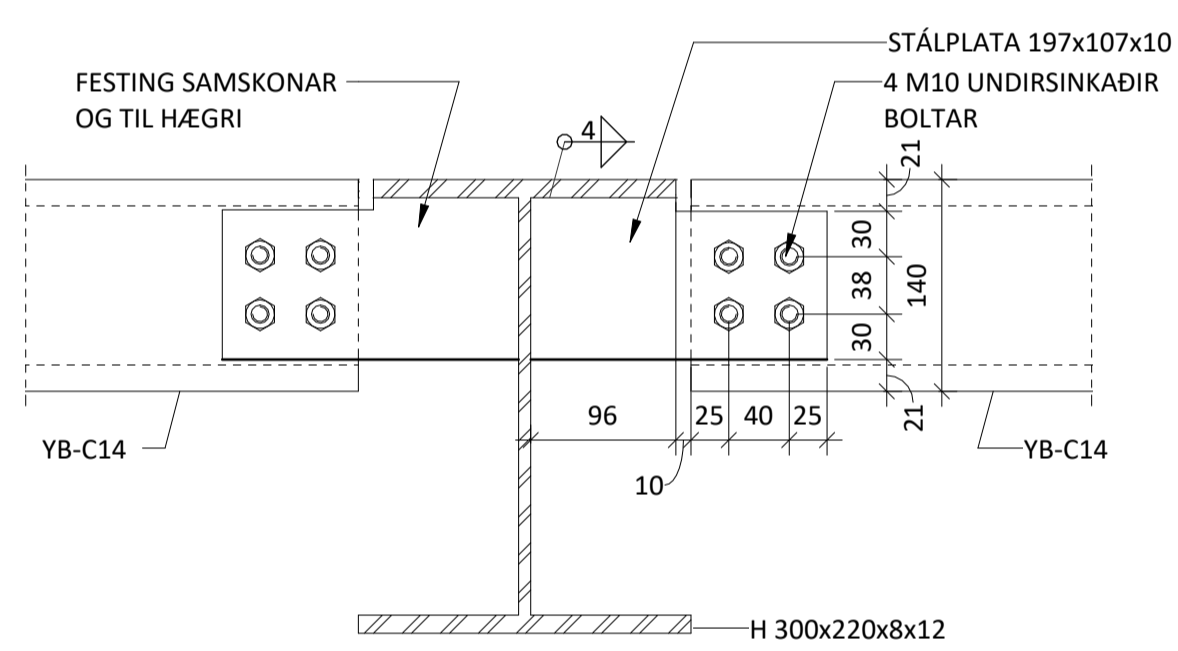 STÁLPLATA 197x107x10
FESTING SAMSKONAR
OG TIL HÆGRI
4 M10 UNDIRSINKAÐIR
BOLTAR
4
21
30
38
140
30
21
96
25
40
25
10
YB-C14
YB-C14
H 300x220x8x12